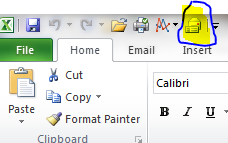 File Home Email Insert
Cut
Copy
Paste
Format Painter
Clipboard
Calibri
B I U